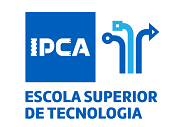 IPCA
ESCOLA SUPERIOR
DE TECNOLOGIA